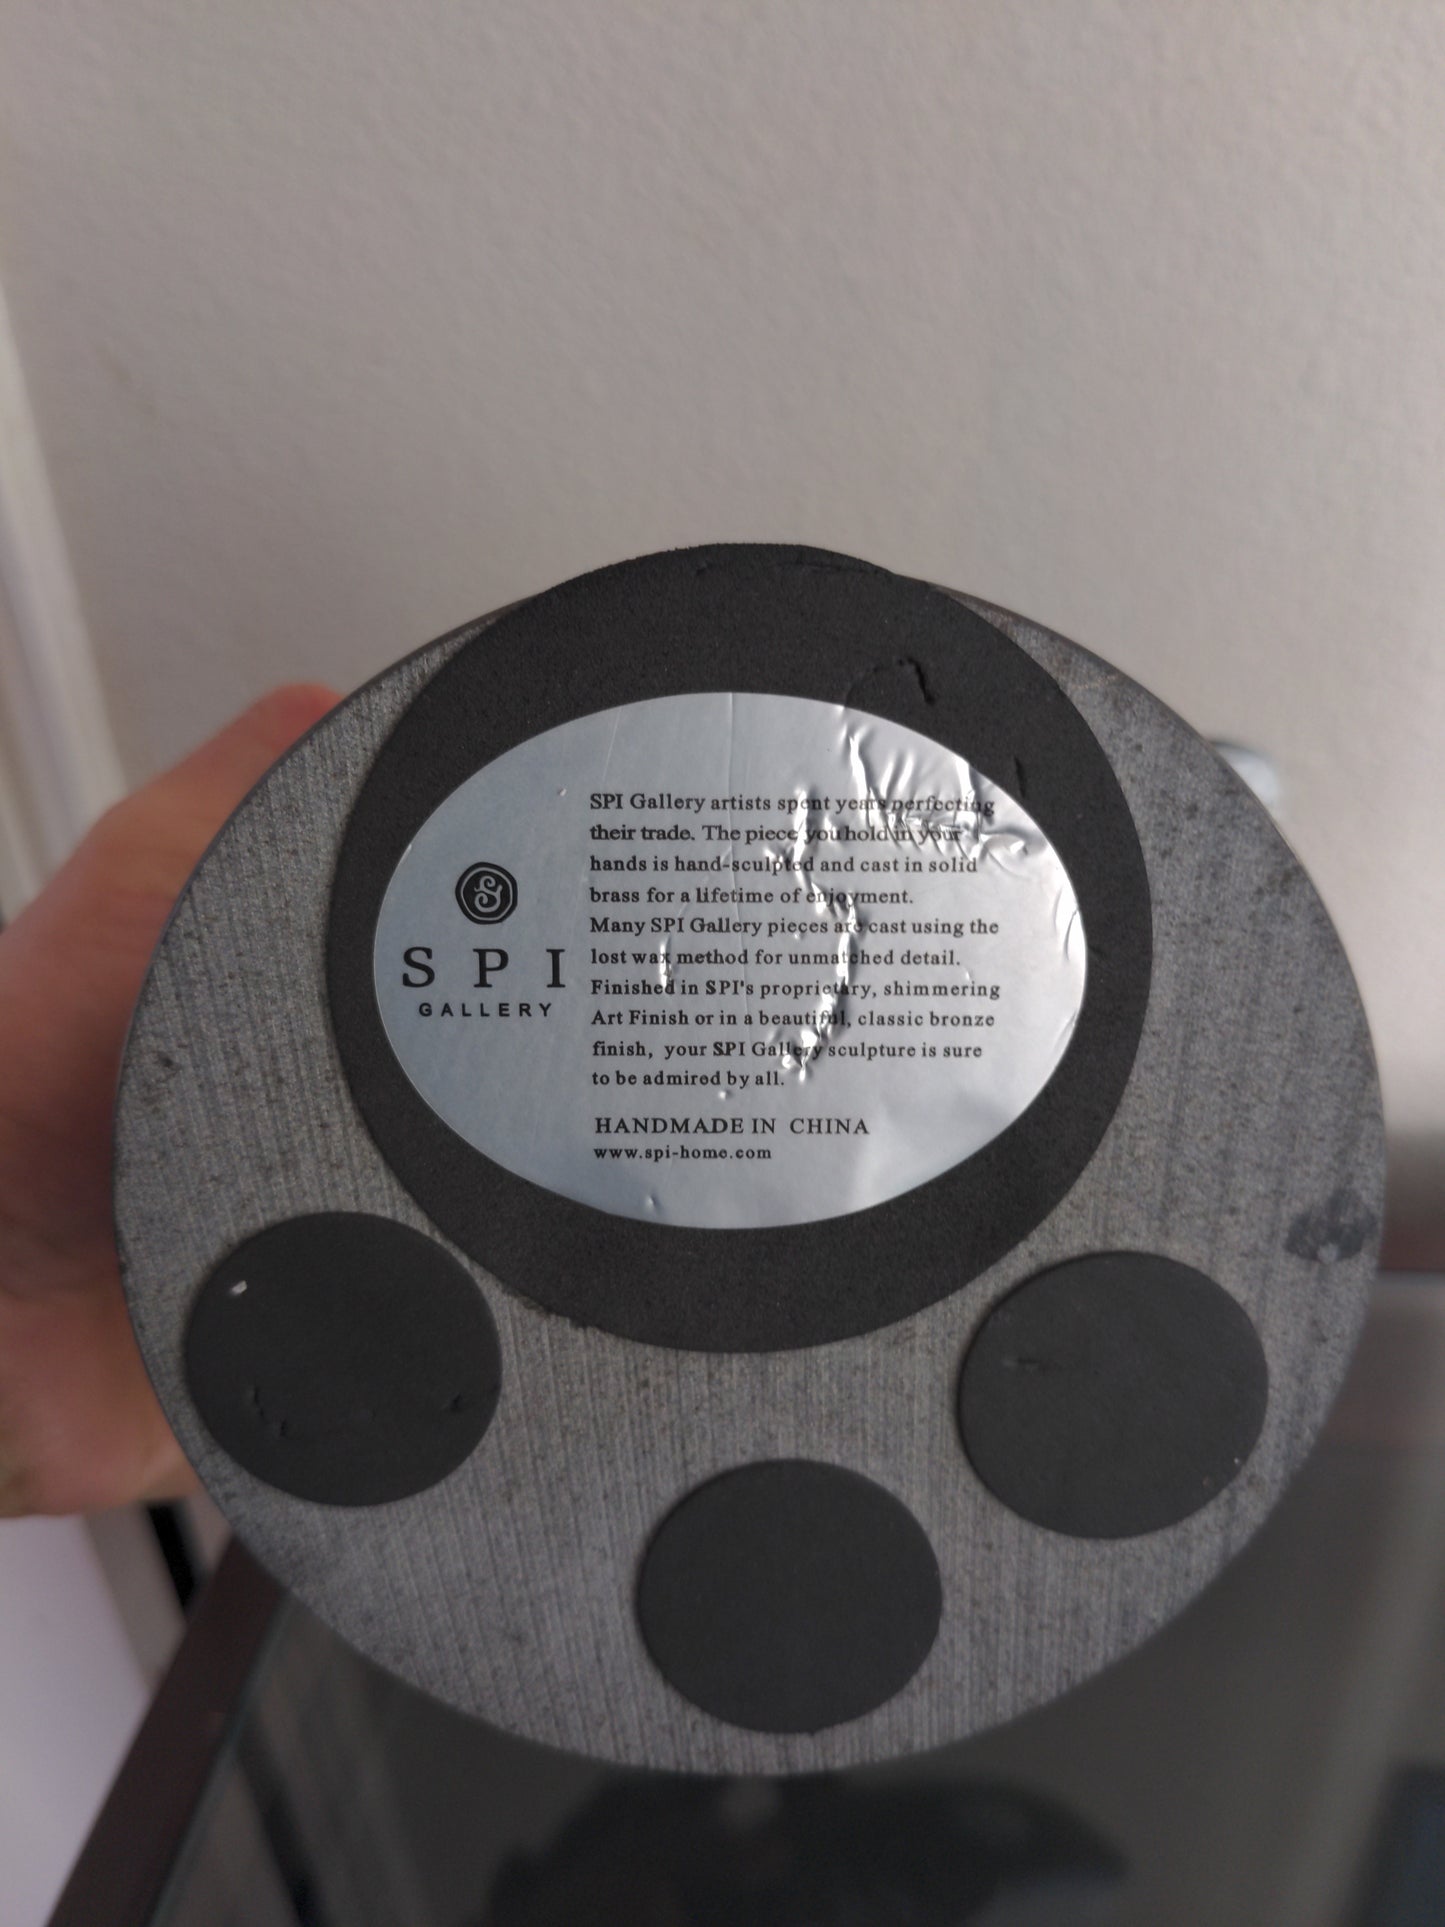 S P I
GALLERY
SPI Gallery artists spent years perfecting
their trade. The piece you hold in your
hands is hand-sculpted and cast in solid
brass for a lifetime of enjoyment.
Many SPI Gallery pieces are cast using the
lost wax method for unmatched detail.
Finished in SPI's proprietary, shimmering
Art Finish or in a beautiful, classic bronze
finish, your SPI Gallery sculpture is sure
to be admired by all.
HANDMADE IN CHINA
www.spi-home.com